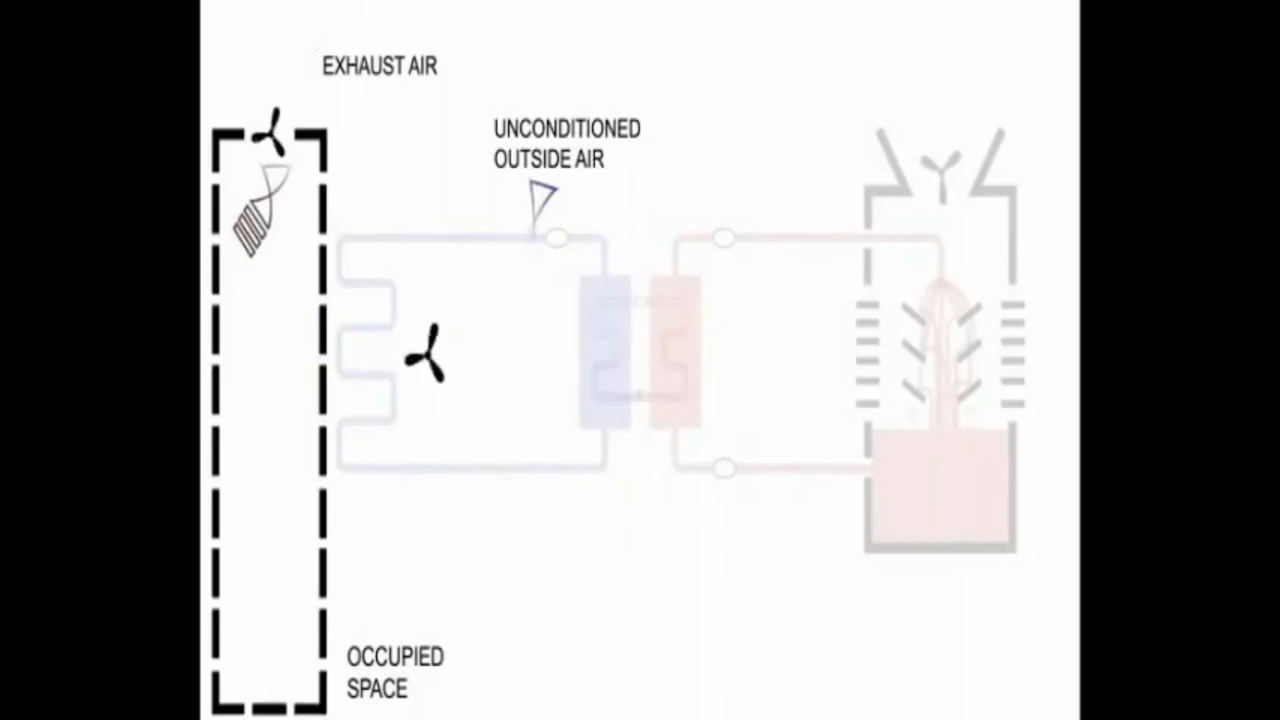 EXHAUST AIR
UNCONDITIONED
OUTSIDE AIR
OCCUPIED
SPACE